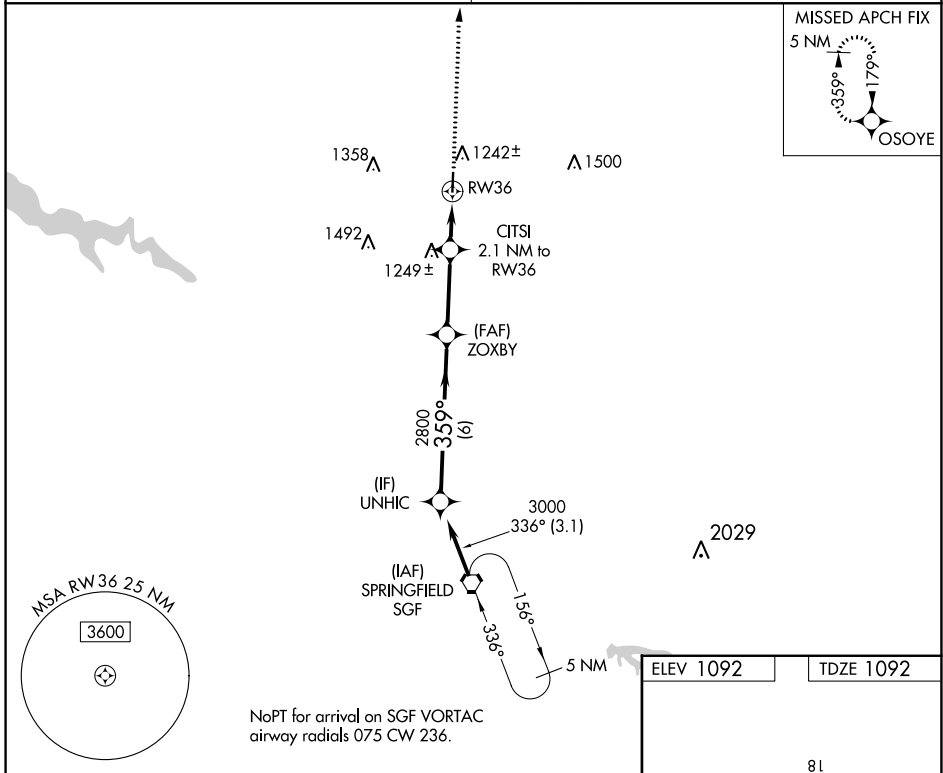 MISSED APCH FIX
5 NM
359°
179°
OSOYE
1358
1242±
1500
RW36
1492
1249±
CITSI
2.1 NM to
RW36
(FAF)
ZOXBY
2800
359°
(6)
(IF)
UNHIC
3000
336° (3.1)
2029
(IAF)
SPRINGFIELD
SGF
156°
336°
5 NM
MSA RW36 25 NM
3600
NoPT for arrival on SGF VORTAC
airway radials 075 CW 236.
ELEV 1092
TDZE 1092
18